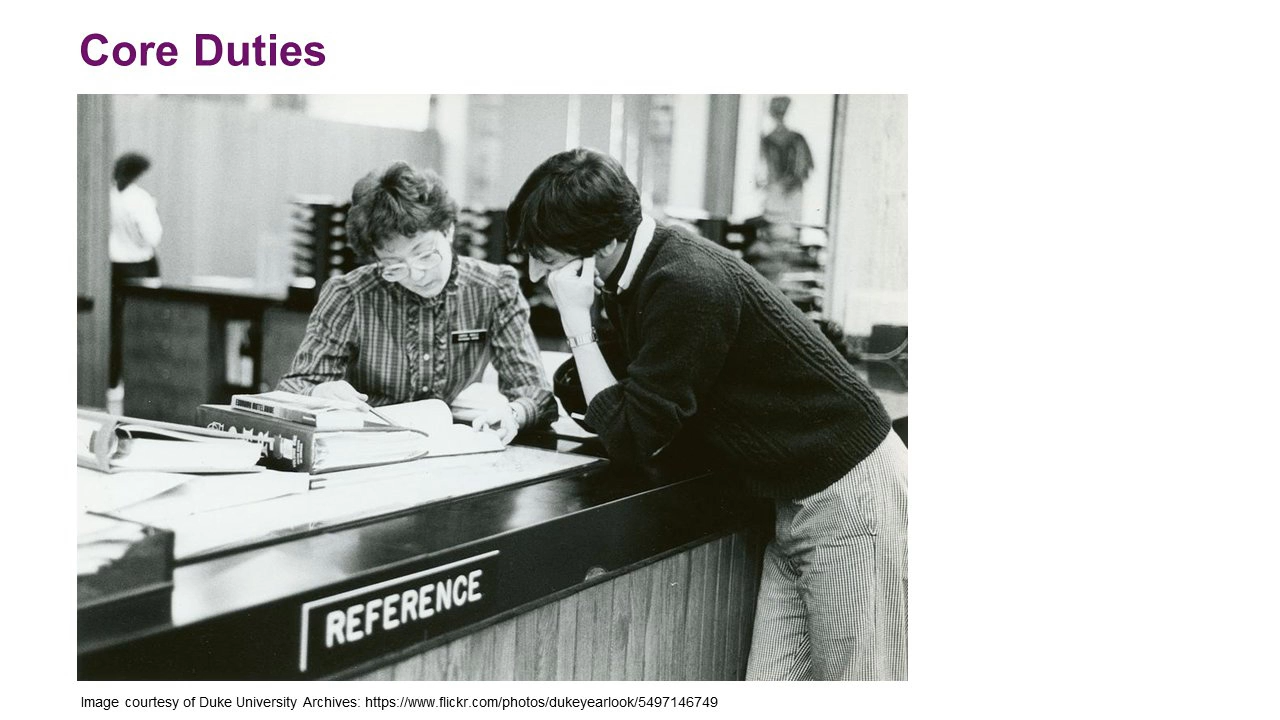 Core Duties
REFERENCE
Image courtesy of Duke University Archives: https://www.flickr.com/photos/dukeyearlook/5497146749